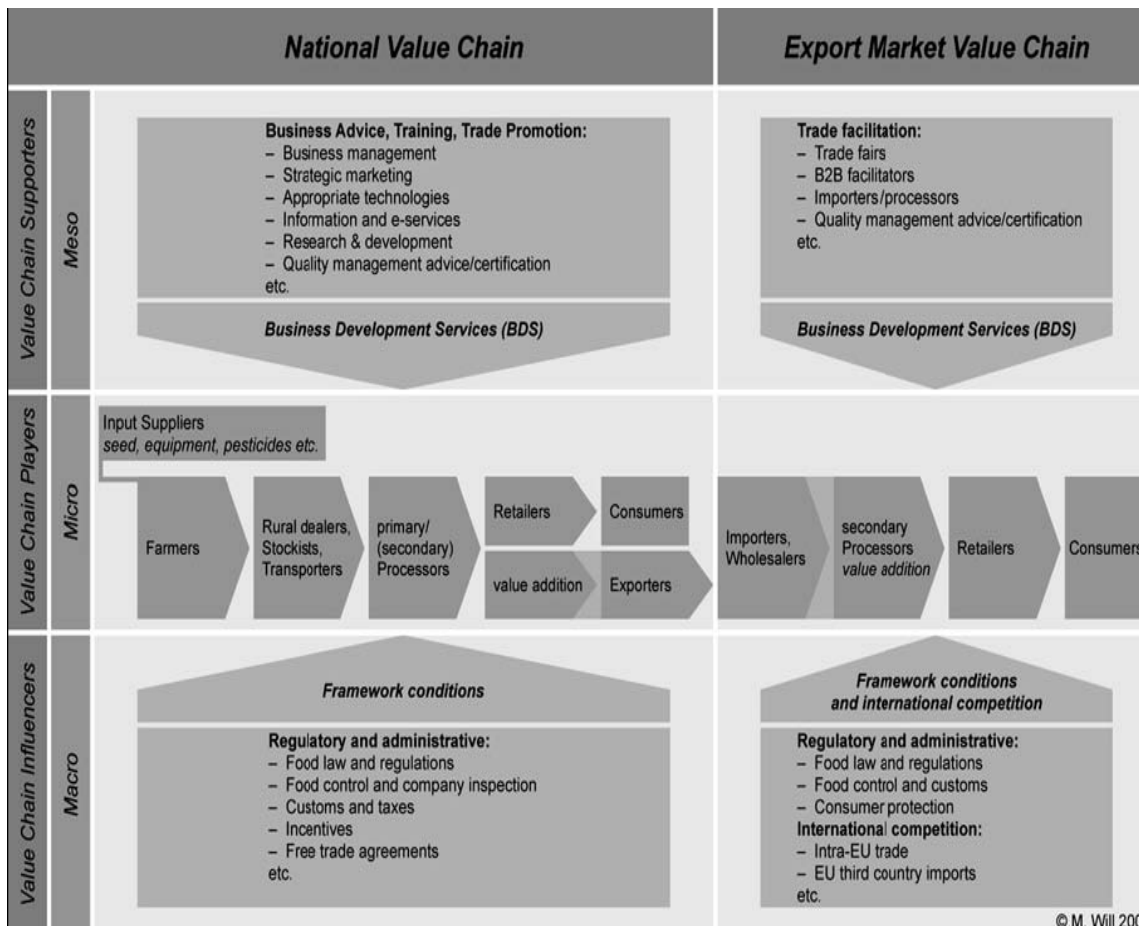 National Value Chain
Export Market Value Chain
Value Chain Supporters
Meso
Business Advice, Training, Trade Promotion:
– Business management
– Strategic marketing
– Appropriate technologies
– Information and e-services
– Research & development
– Quality management advice/certification
etc.
Business Development Services (BDS)
Trade facilitation:
– Trade fairs
– B2B facilitators
– Importers/processors
– Quality management advice/certification
etc.
Business Development Services (BDS)
Value Chain Players
Micro
Input Suppliers
seed, equipment, pesticides etc.
Farmers
Rural dealers,
Stockists,
Transporters
primary/
(secondary)
Processors
Retailers
Consumers
value addition
Exporters
Importers,
Wholesalers
secondary
Processors
value addition
Retailers
Consumers
Value Chain Influencers
Macro
Framework conditions
Regulatory and administrative:
– Food law and regulations
– Food control and company inspection
– Customs and taxes
– Incentives
– Free trade agreements
etc.
Framework conditions
and international competition
Regulatory and administrative:
– Food law and regulations
– Food control and customs
– Consumer protection
International competition:
– Intra-EU trade
– EU third country imports
etc.
© M. Will 200